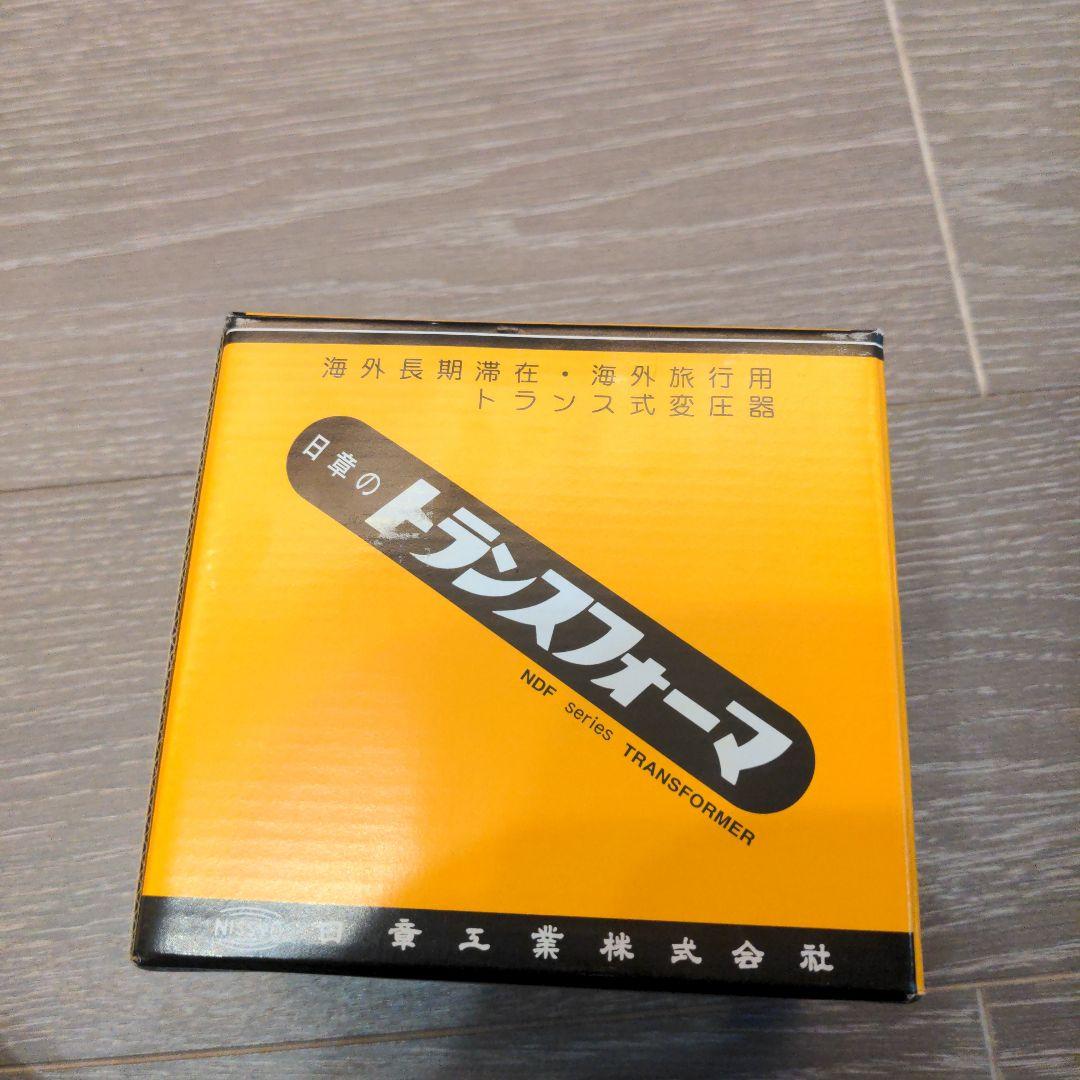 海外長期滞在・海外旅行用
トランス式変圧器
日章の
トランスフォーマ
NDF series TRANSFORMER
NISSYO 日章工業株式会社